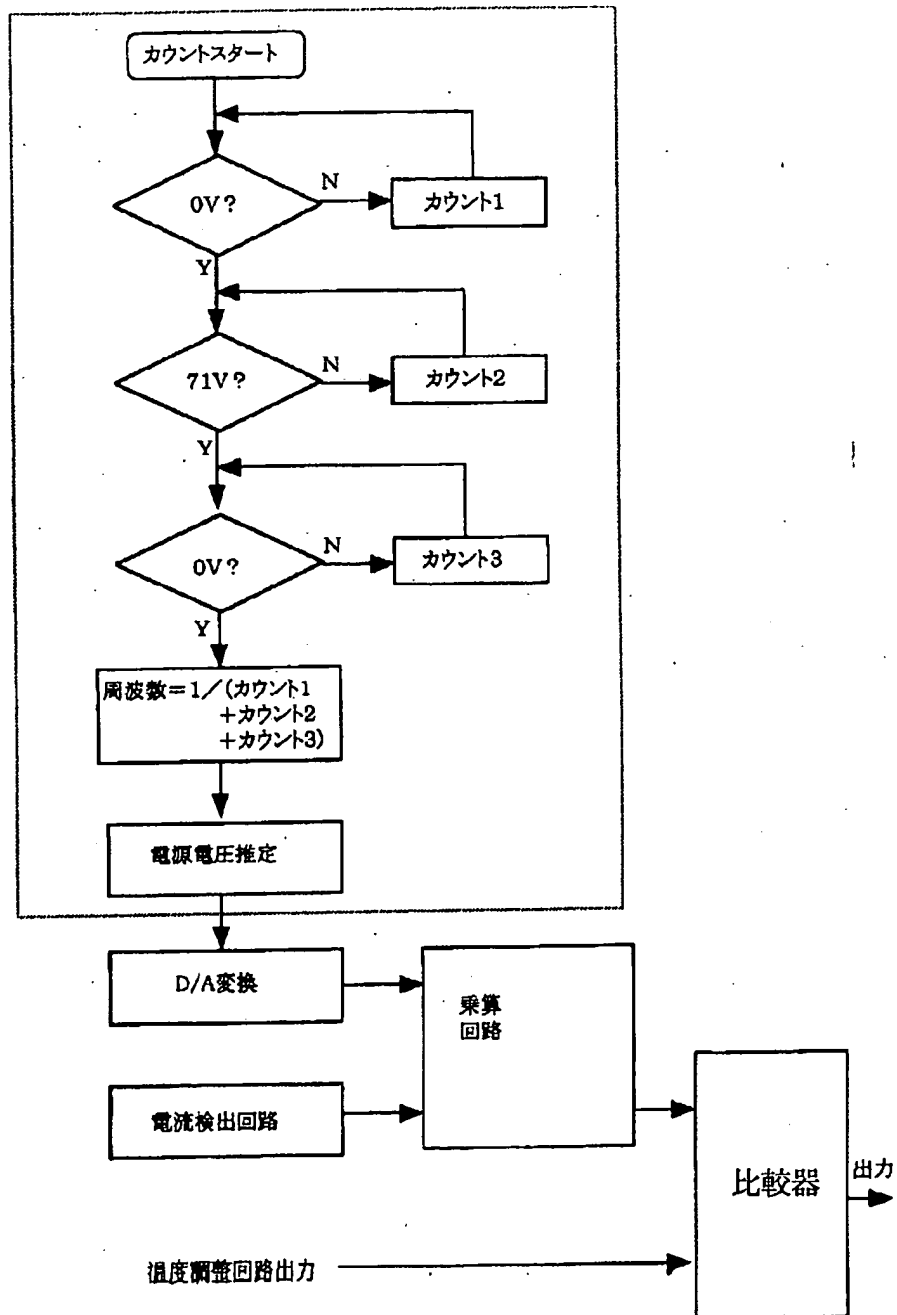 カウントスタート
0V?
N
カウント1
Y
71V?
N
カウント2
Y
0V?
N
カウント3
Y
周波数=1/(カウント1
+カウント2
+カウント3)
電源電圧推定
D/A変換
乗算
回路
電流検出回路
比較器
出力
温度調整回路出力